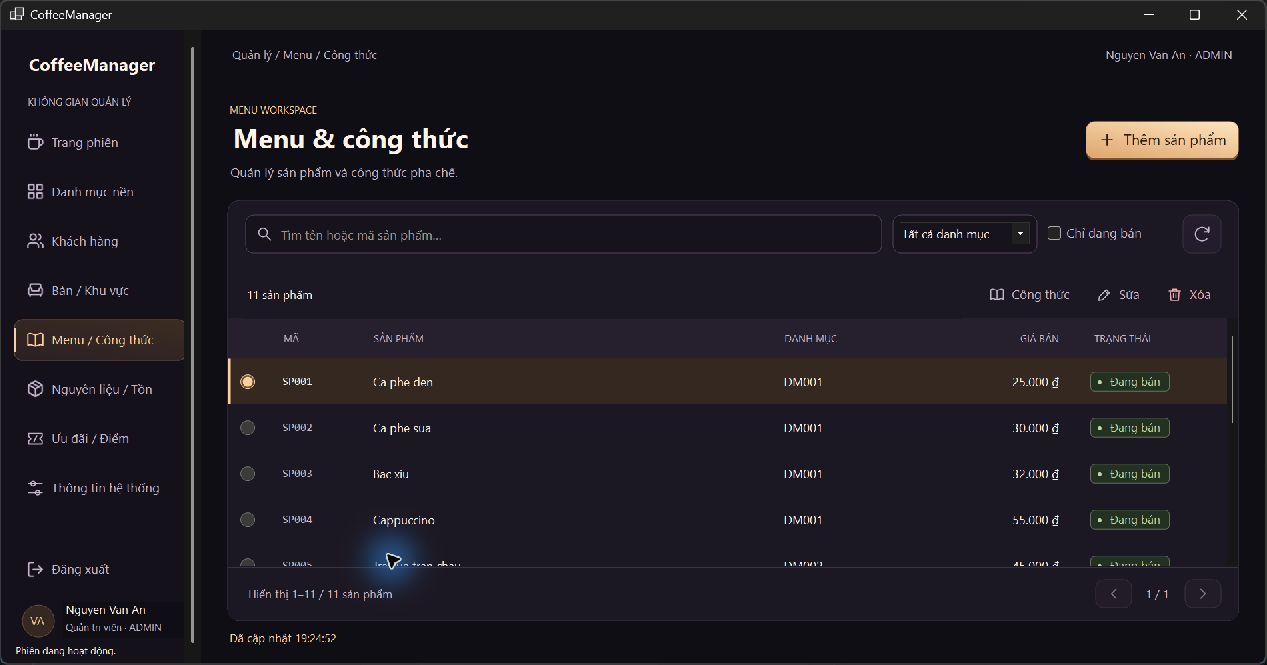 CoffeeManager
CoffeeManager
KHÔNG GIAN QUẢN LÝ
Trang phiên
Danh mục nền
Khách hàng
Bàn / Khu vực
Menu / Công thức
Nguyên liệu / Tồn
Ưu đãi / Điểm
Thông tin hệ thống
Đăng xuất
VA
Nguyen Van An
Quản trị viên · ADMIN
Phiên đang hoạt động.
Quản lý / Menu / Công thức
Nguyen Van An · ADMIN
MENU WORKSPACE
Menu & công thức
Quản lý sản phẩm và công thức pha chế.
+ Thêm sản phẩm
Tìm tên hoặc mã sản phẩm...
Tất cả danh mục
Chỉ đang bán
11 sản phẩm
Công thức
Sửa
Xóa
MÃ SẢN PHẨM DANH MỤC GIÁ BÁN TRẠNG THÁI
SP001 Ca phe den DM001 25.000 ₫ • Đang bán
SP002 Ca phe sua DM001 30.000 ₫ • Đang bán
SP003 Bac xiu DM001 32.000 ₫ • Đang bán
SP004 Cappuccino DM001 55.000 ₫ • Đang bán
SP005 DM002 45.000 ₫ • Đang bán
Hiển thị 1–11 / 11 sản phẩm
1 / 1
Đã cập nhật 19:24:52